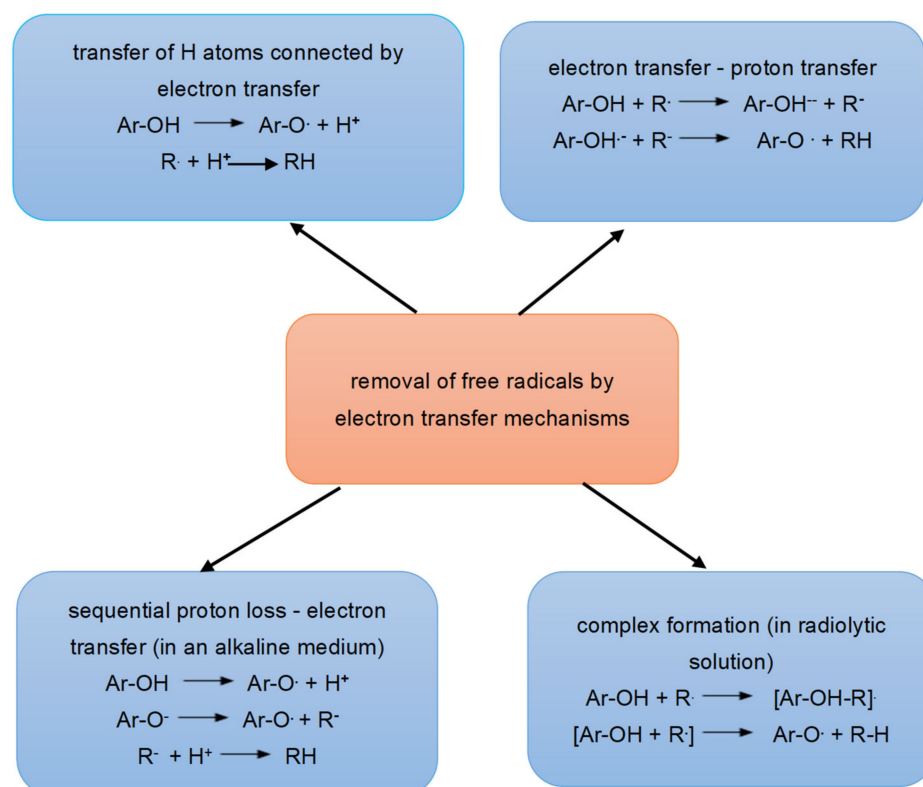 transfer of H atoms connected by
electron transfer
Ar-OH ⟶ Ar-O· + H⁺
R· + H⁺ ⟶ RH
electron transfer - proton transfer
Ar-OH + R· ⟶ Ar-OH·- + R⁻
Ar-OH·⁻ + R⁻ ⟶ Ar-O · + RH
removal of free radicals by
electron transfer mechanisms
sequential proton loss - electron
transfer (in an alkaline medium)
Ar-OH ⟶ Ar-O· + H⁺
Ar-O⁻ ⟶ Ar-O· + R⁻
R⁻ + H⁺ ⟶ RH
complex formation (in radiolytic
solution)
Ar-OH + R· ⟶ [Ar-OH-R]·
[Ar-OH + R·] ⟶ Ar-O· + R-H